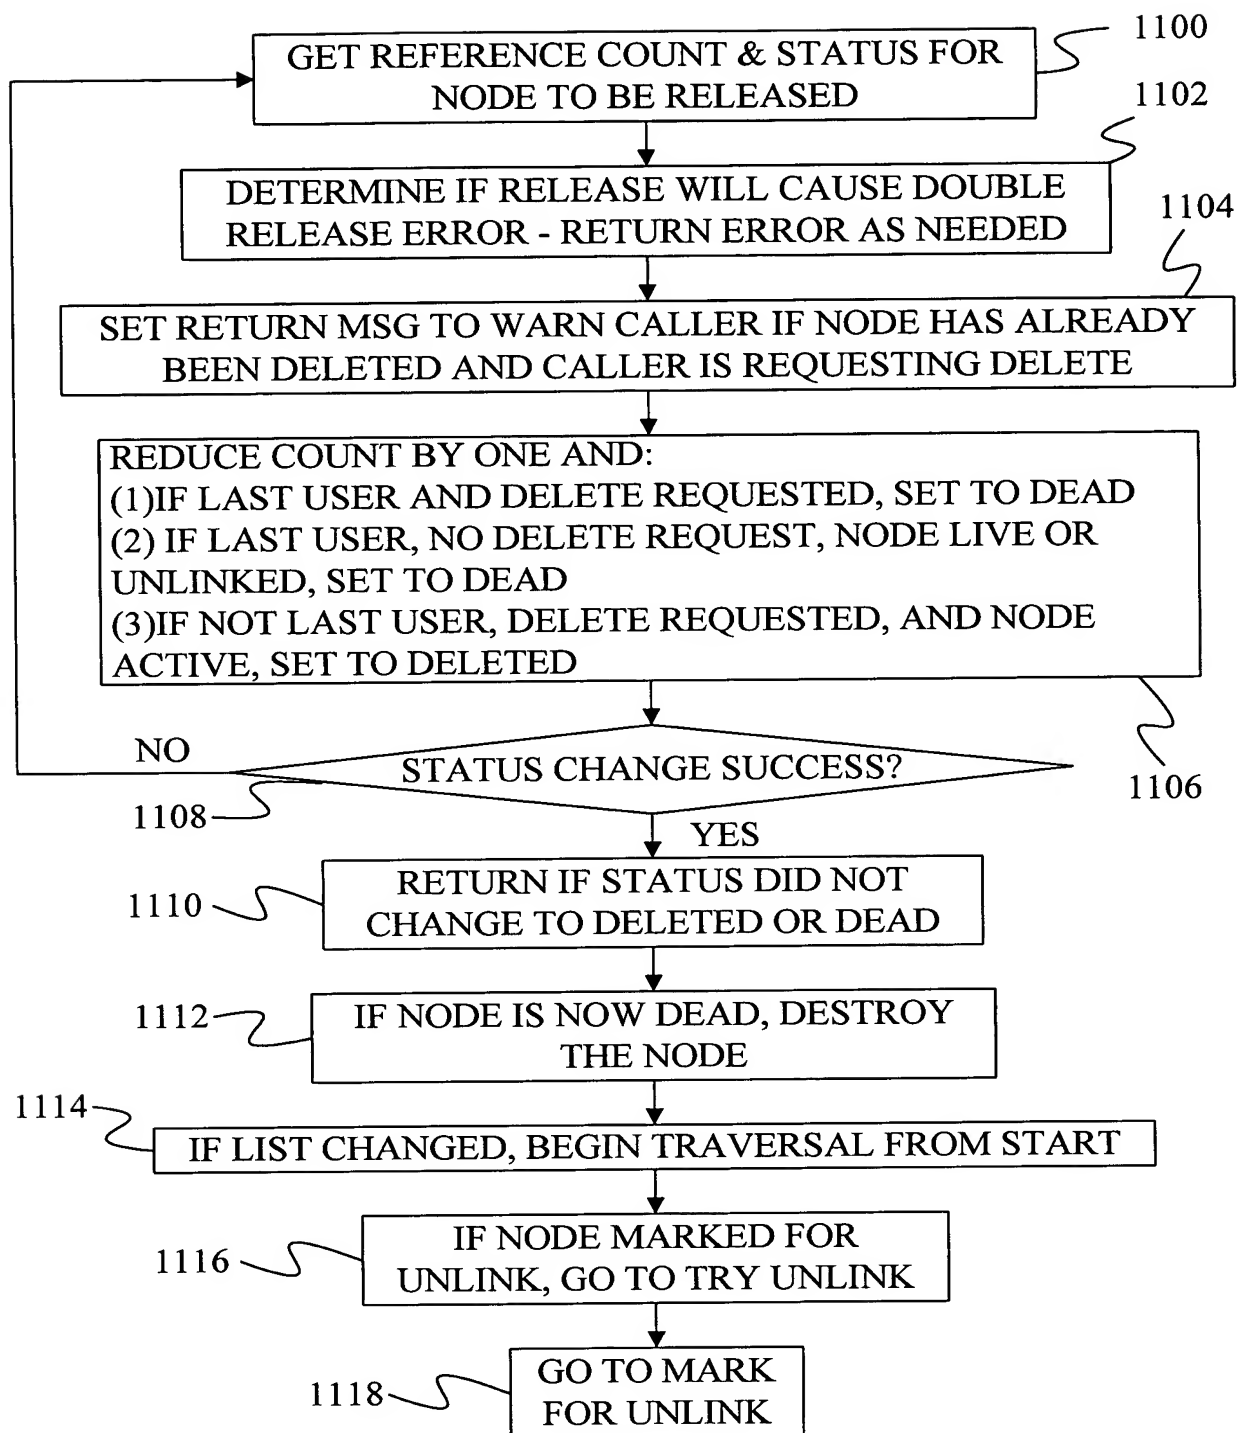 1100
GET REFERENCE COUNT & STATUS FOR
NODE TO BE RELEASED
1102
DETERMINE IF RELEASE WILL CAUSE DOUBLE
RELEASE ERROR - RETURN ERROR AS NEEDED
1104
SET RETURN MSG TO WARN CALLER IF NODE HAS ALREADY
BEEN DELETED AND CALLER IS REQUESTING DELETE
REDUCE COUNT BY ONE AND:
(1)IF LAST USER AND DELETE REQUESTED, SET TO DEAD
(2) IF LAST USER, NO DELETE REQUEST, NODE LIVE OR
UNLINKED, SET TO DEAD
(3)IF NOT LAST USER, DELETE REQUESTED, AND NODE
ACTIVE, SET TO DELETED
1106
NO
STATUS CHANGE SUCCESS?
1108
YES
RETURN IF STATUS DID NOT
CHANGE TO DELETED OR DEAD
1110
IF NODE IS NOW DEAD, DESTROY
THE NODE
1112
1114
IF LIST CHANGED, BEGIN TRAVERSAL FROM START
IF NODE MARKED FOR
UNLINK, GO TO TRY UNLINK
1116
GO TO MARK
FOR UNLINK
1118